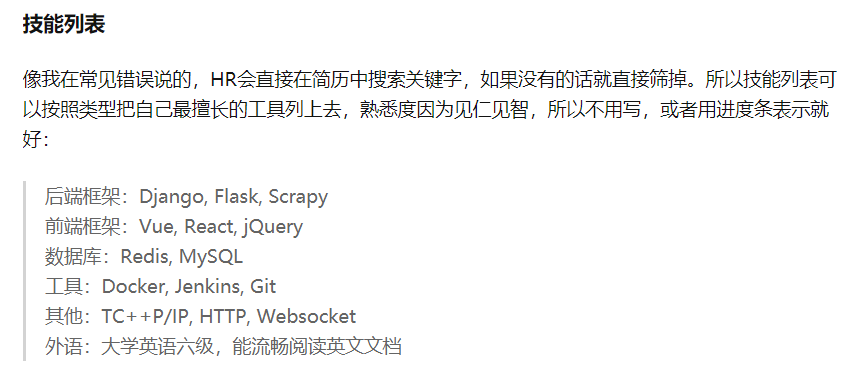 技能列表
像我在常见错误说的，HR会直接在简历中搜索关键字，如果没有的话就直接筛掉。所以技能列表可
以按照类型把自己最擅长的工具列上去，熟悉度因为见仁见智，所以不用写，或者用进度条表示就
好：
后端框架：Django, Flask, Scrapy
前端框架：Vue, React, jQuery
数据库：Redis, MySQL
工具：Docker, Jenkins, Git
其他：TC++P/IP, HTTP, Websocket
外语：大学英语六级，能流畅阅读英文文档